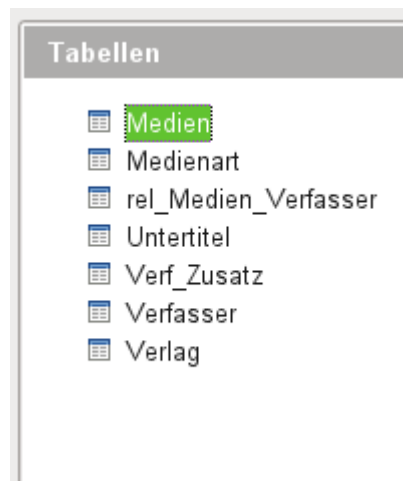 Tabellen
Medien
Medienart
rel_Medien_Verfasser
Untertitel
Verf_Zusatz
Verfasser
Verlag